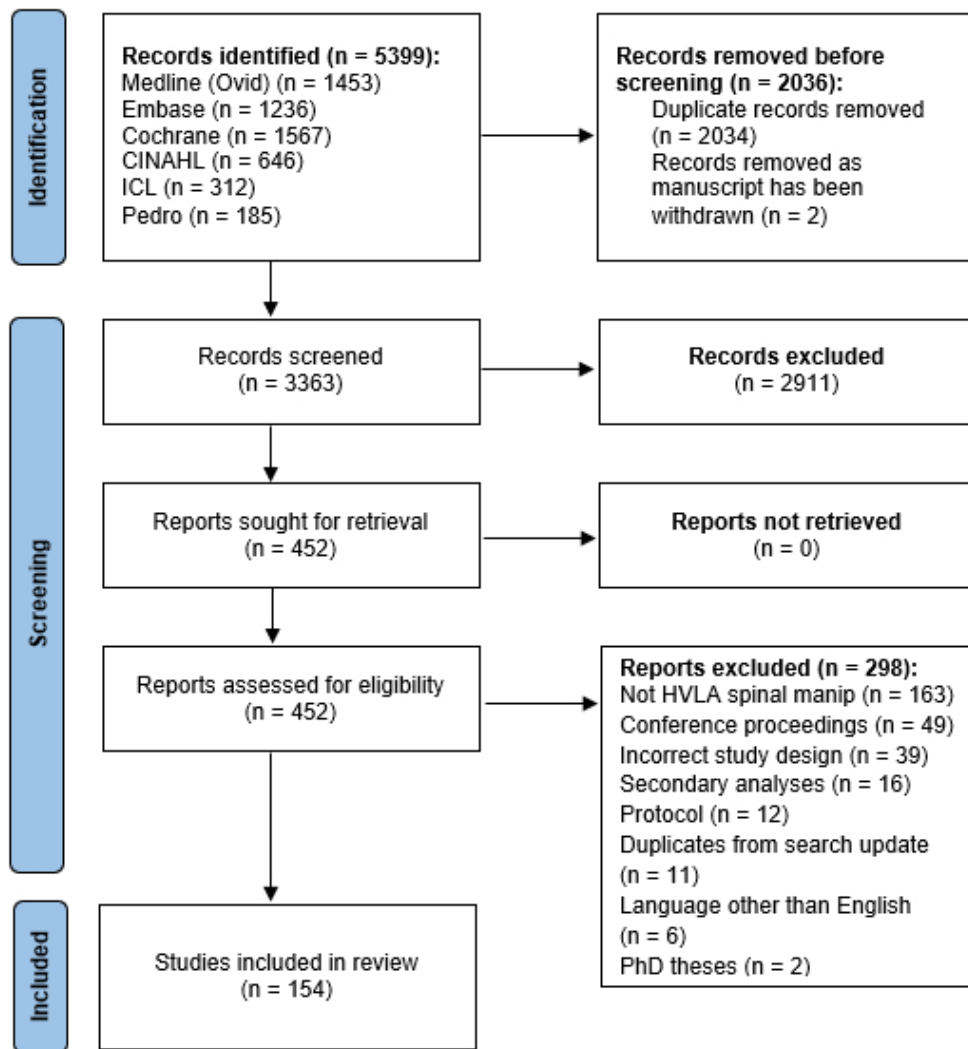 Identification
Records identified (n = 5399):
Medline (Ovid) (n = 1453)
Embase (n = 1236)
Cochrane (n = 1567)
CINAHL (n = 646)
ICL (n = 312)
Pedro (n = 185)
Records removed before
screening (n = 2036):
Duplicate records removed
(n = 2034)
Records removed as
manuscript has been
withdrawn (n = 2)
Screening
Records screened
(n = 3363)
Records excluded
(n = 2911)
Reports sought for retrieval
(n = 452)
Reports not retrieved
(n = 0)
Reports assessed for eligibility
(n = 452)
Reports excluded (n = 298):
Not HVLA spinal manip (n = 163)
Conference proceedings (n = 49)
Incorrect study design (n = 39)
Secondary analyses (n = 16)
Protocol (n = 12)
Duplicates from search update
(n = 11)
Language other than English
(n = 6)
PhD theses (n = 2)
Included
Studies included in review
(n = 154)